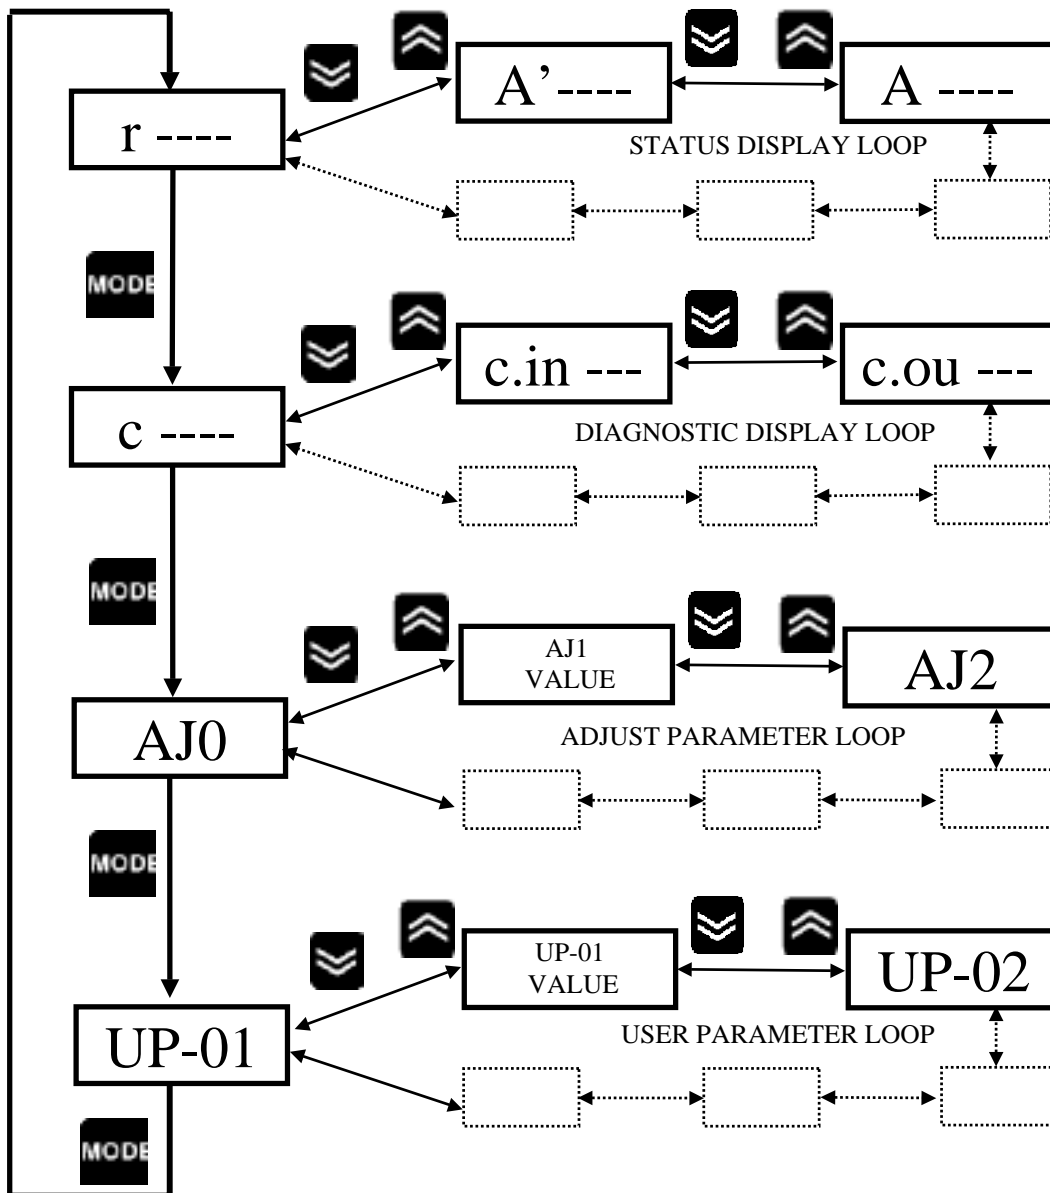 A’----
A ----
r ----
STATUS DISPLAY LOOP
MODE
c.in ---
c.ou ---
c ----
DIAGNOSTIC DISPLAY LOOP
MODE
AJ1
VALUE
AJ2
AJ0
ADJUST PARAMETER LOOP
MODE
UP-01
VALUE
UP-02
UP-01
USER PARAMETER LOOP
MODE